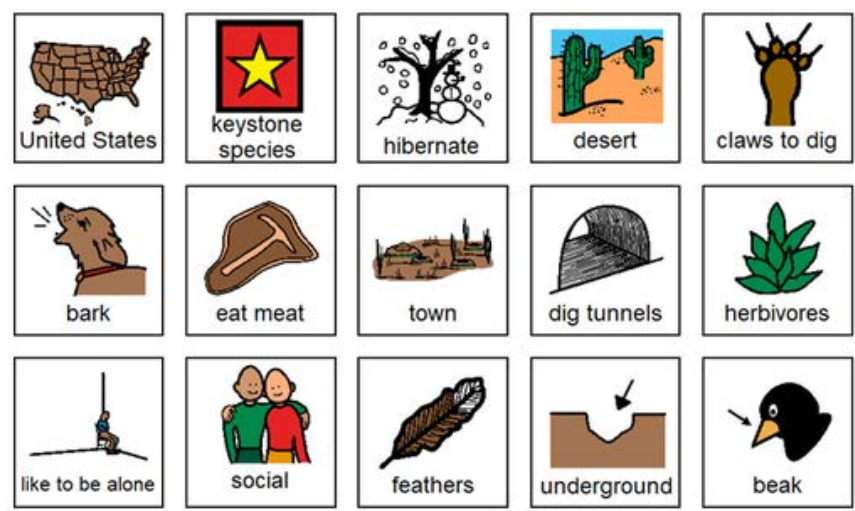 United States
keystone
species
hibernate
desert
claws to dig
bark
eat meat
town
dig tunnels
herbivores
like to be alone
social
feathers
underground
beak